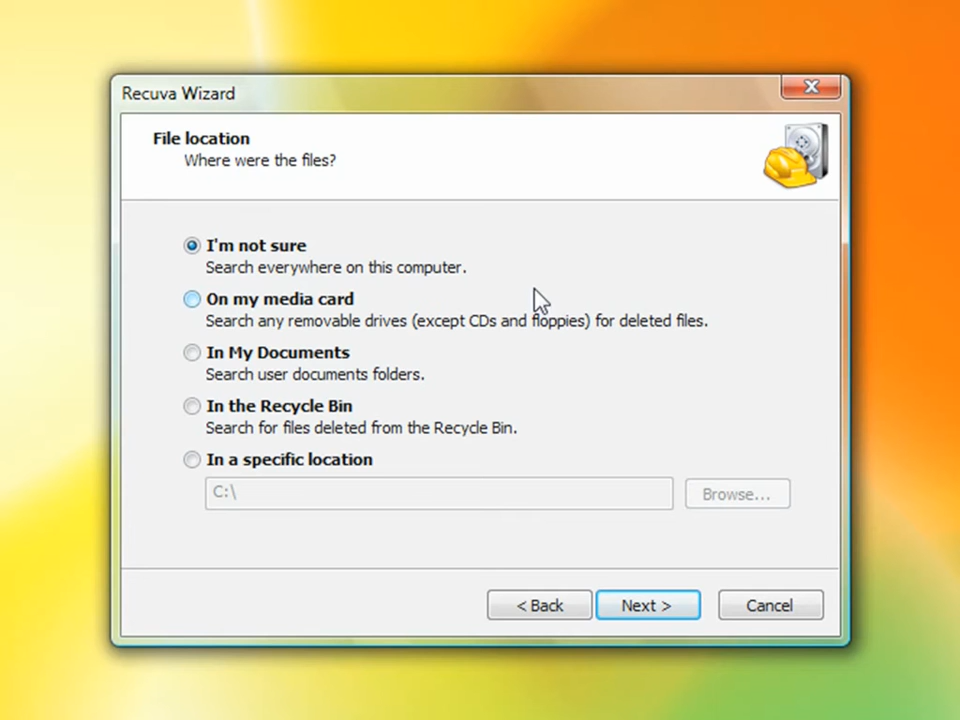 Recuva Wizard
File location
Where were the files?
I'm not sure
Search everywhere on this computer.
On my media card
Search any removable drives (except CDs and floppies) for deleted files.
In My Documents
Search user documents folders.
In the Recycle Bin
Search for files deleted from the Recycle Bin.
In a specific location
C:\
Browse...
< Back
Next >
Cancel